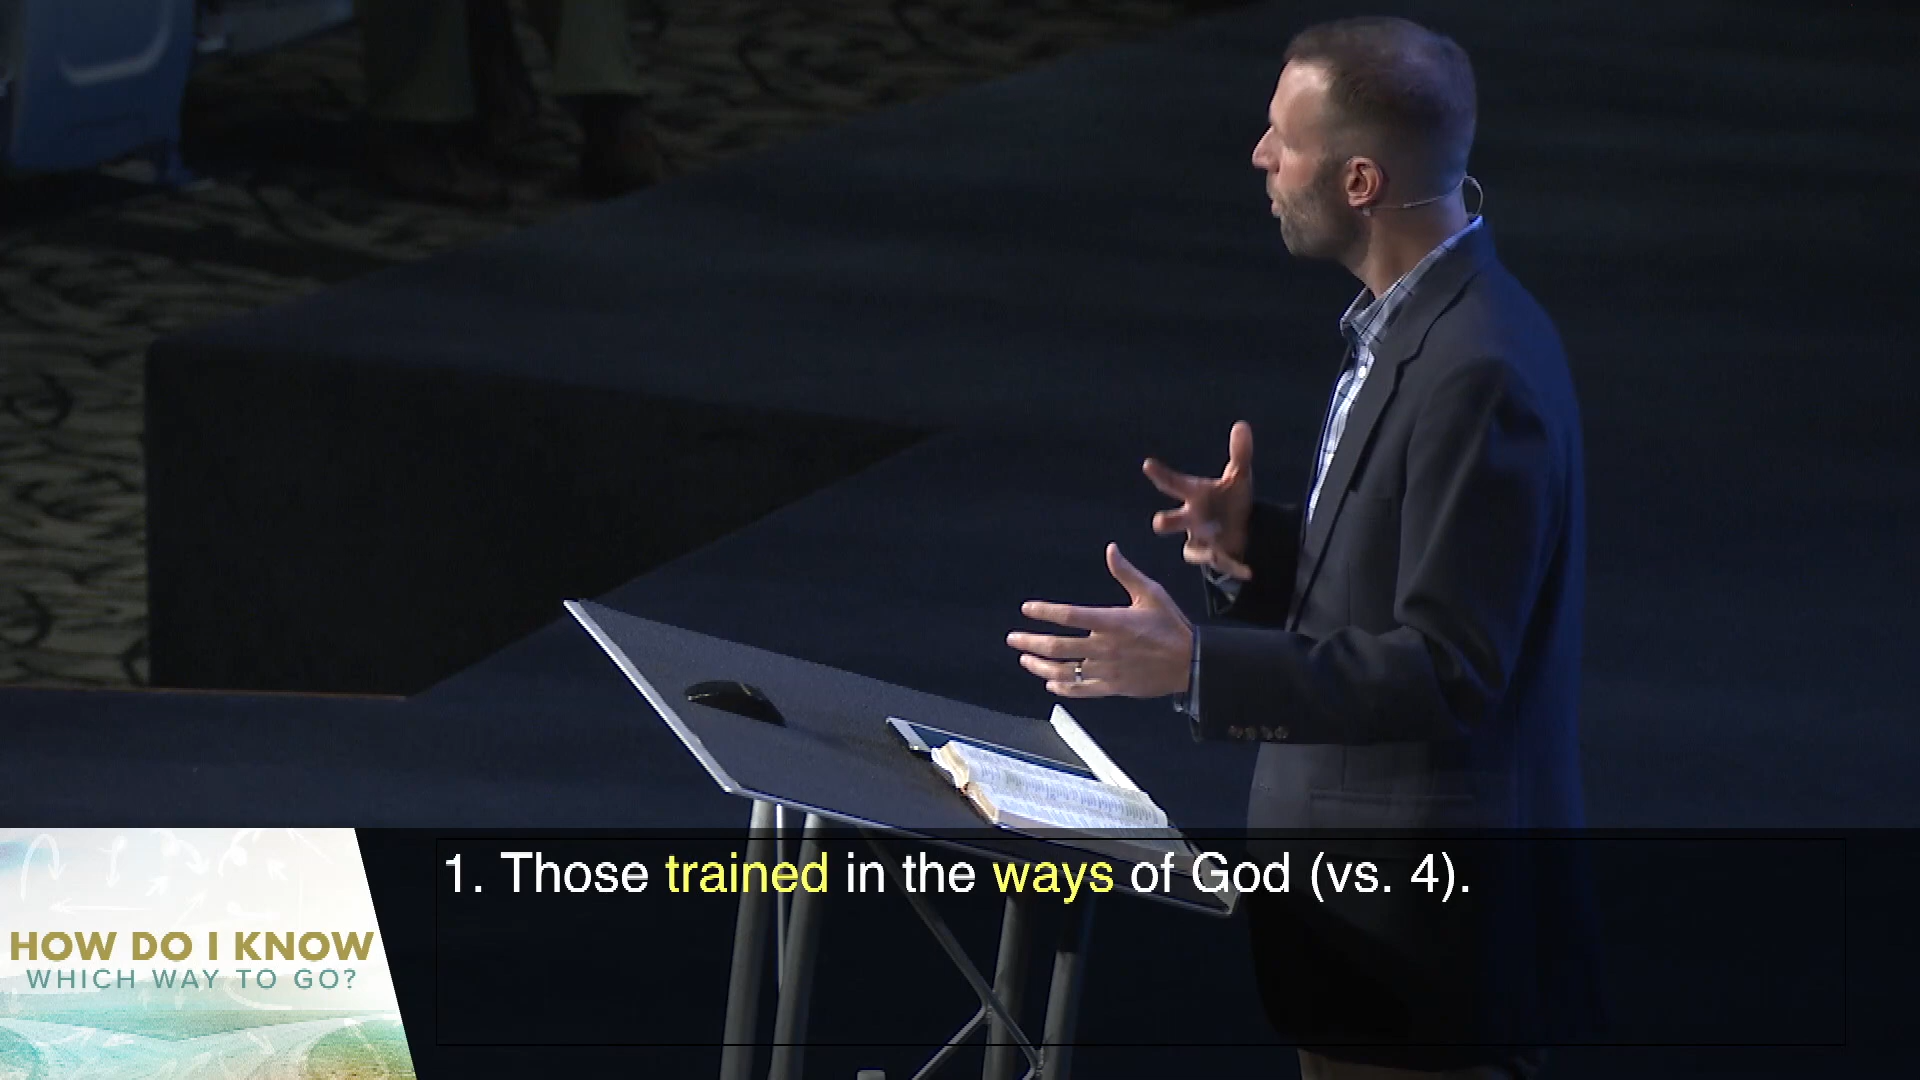 1. Those trained in the ways of God (vs. 4).
HOW DO I KNOW
WHICH WAY TO GO?